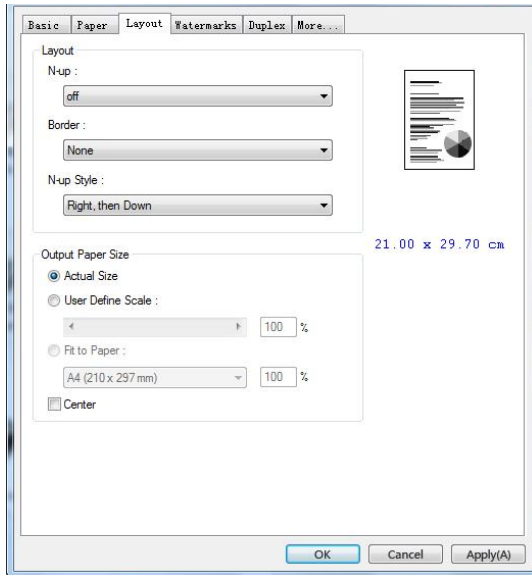 Basic Paper Layout Watermarks Duplex More...
Layout
N-up :
off
Border :
None
N-up Style :
Right, then Down
21.00 x 29.70 cm
Output Paper Size
Actual Size
User Define Scale :
100 %
Fit to Paper :
A4 (210 x 297 mm) 100 %
Center
OK Cancel Apply(A)